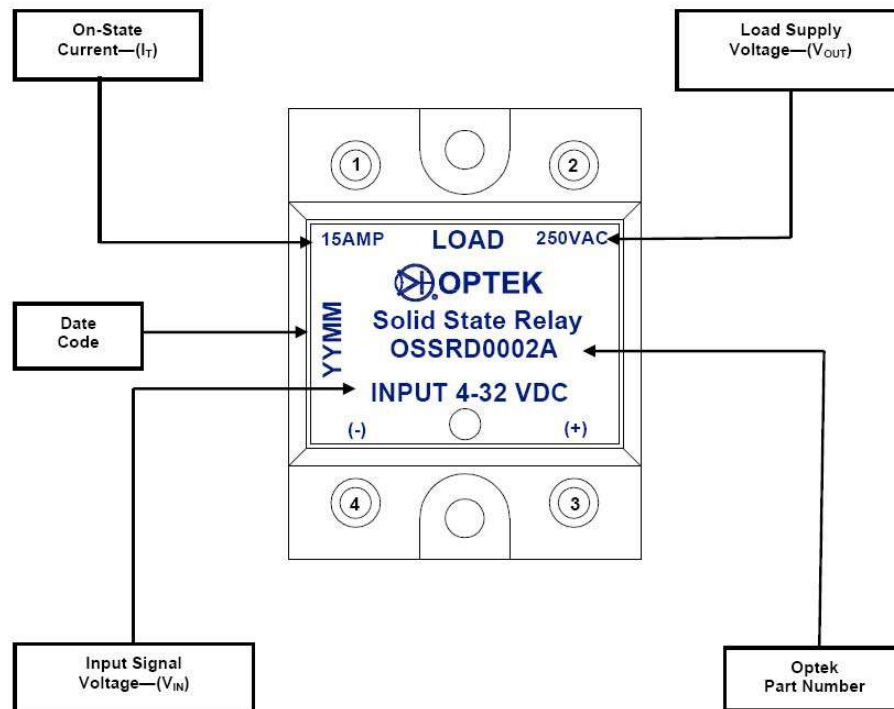 On-State
Current—(IT)
Load Supply
Voltage—(VOUT)
1
2
15AMP LOAD 250VAC
® OPTEK
YYMM
Solid State Relay
OSSRD0002A
Date
Code
INPUT 4-32 VDC
(-) (+)
4
3
Input Signal
Voltage—(VIN)
Optek
Part Number